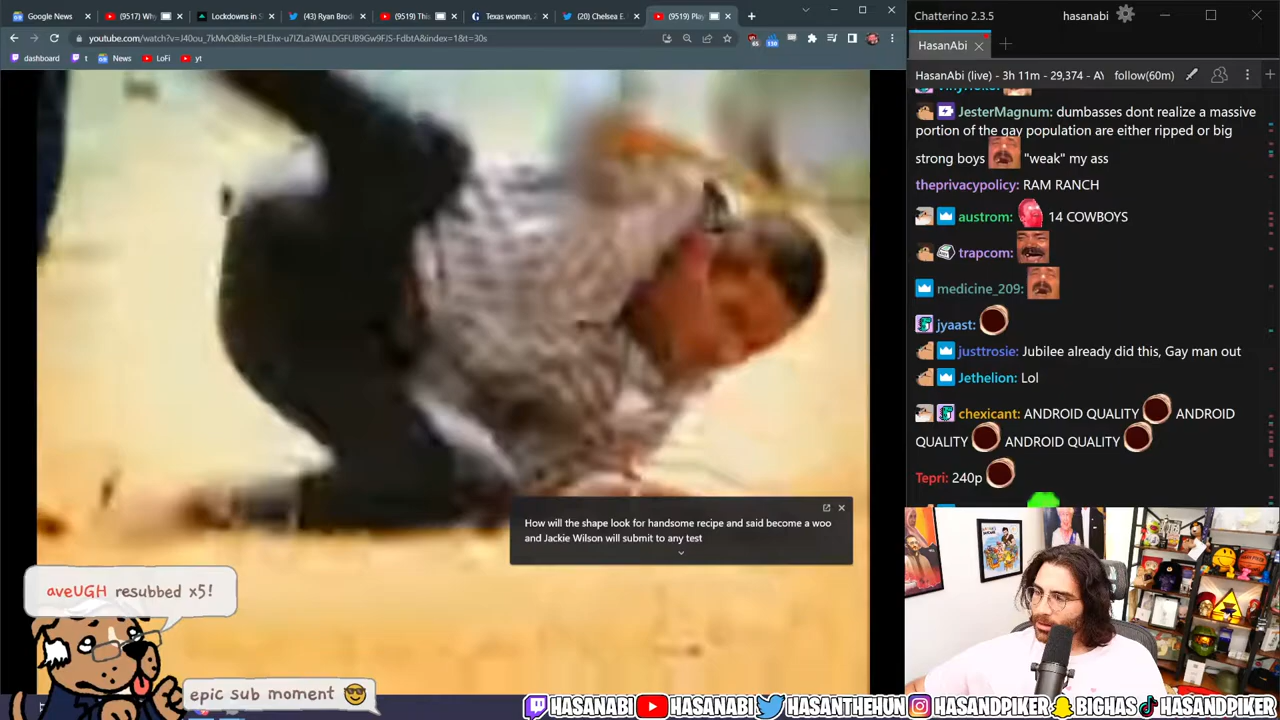 Google News
(9517) Why
Lockdowns in S
(43) Ryan Brod
(9519) Thi
Texas woman, 2
(20) Chelsea E.
(9519) Pla
youtube.com/watch?v=J40ou_7kMvQ&list=PLEhx-u7IZLa3WALDGFUB9Gw9FJS-FdbtA&index=1&t=30s
dashboard
t
News
LoFi
yt
How will the shape look for handsome recipe and said become a woo
and Jackie Wilson will submit to any test
aveUGH resubbed x5!
epic sub moment
Chatterino 2.3.5
hasanabi
HasanAbi
HasanAbi (live) - 3h 11m - 29,374 - A\
follow(60m)
JesterMagnum: dumbasses dont realize a massive
portion of the gay population are either ripped or big
strong boys "weak" my ass
theprivacypolicy: RAM RANCH
austrom: 14 COWBOYS
trapcom:
medicine_209:
jyaast:
justtrosie: Jubilee already did this, Gay man out
Jethelion: Lol
chexicant: ANDROID QUALITY ANDROID
QUALITY ANDROID QUALITY
Tepri: 240p
HASANABI HASANABI HASANTHEHUN HASANDPIKER BIGHAS HASANDPIKER